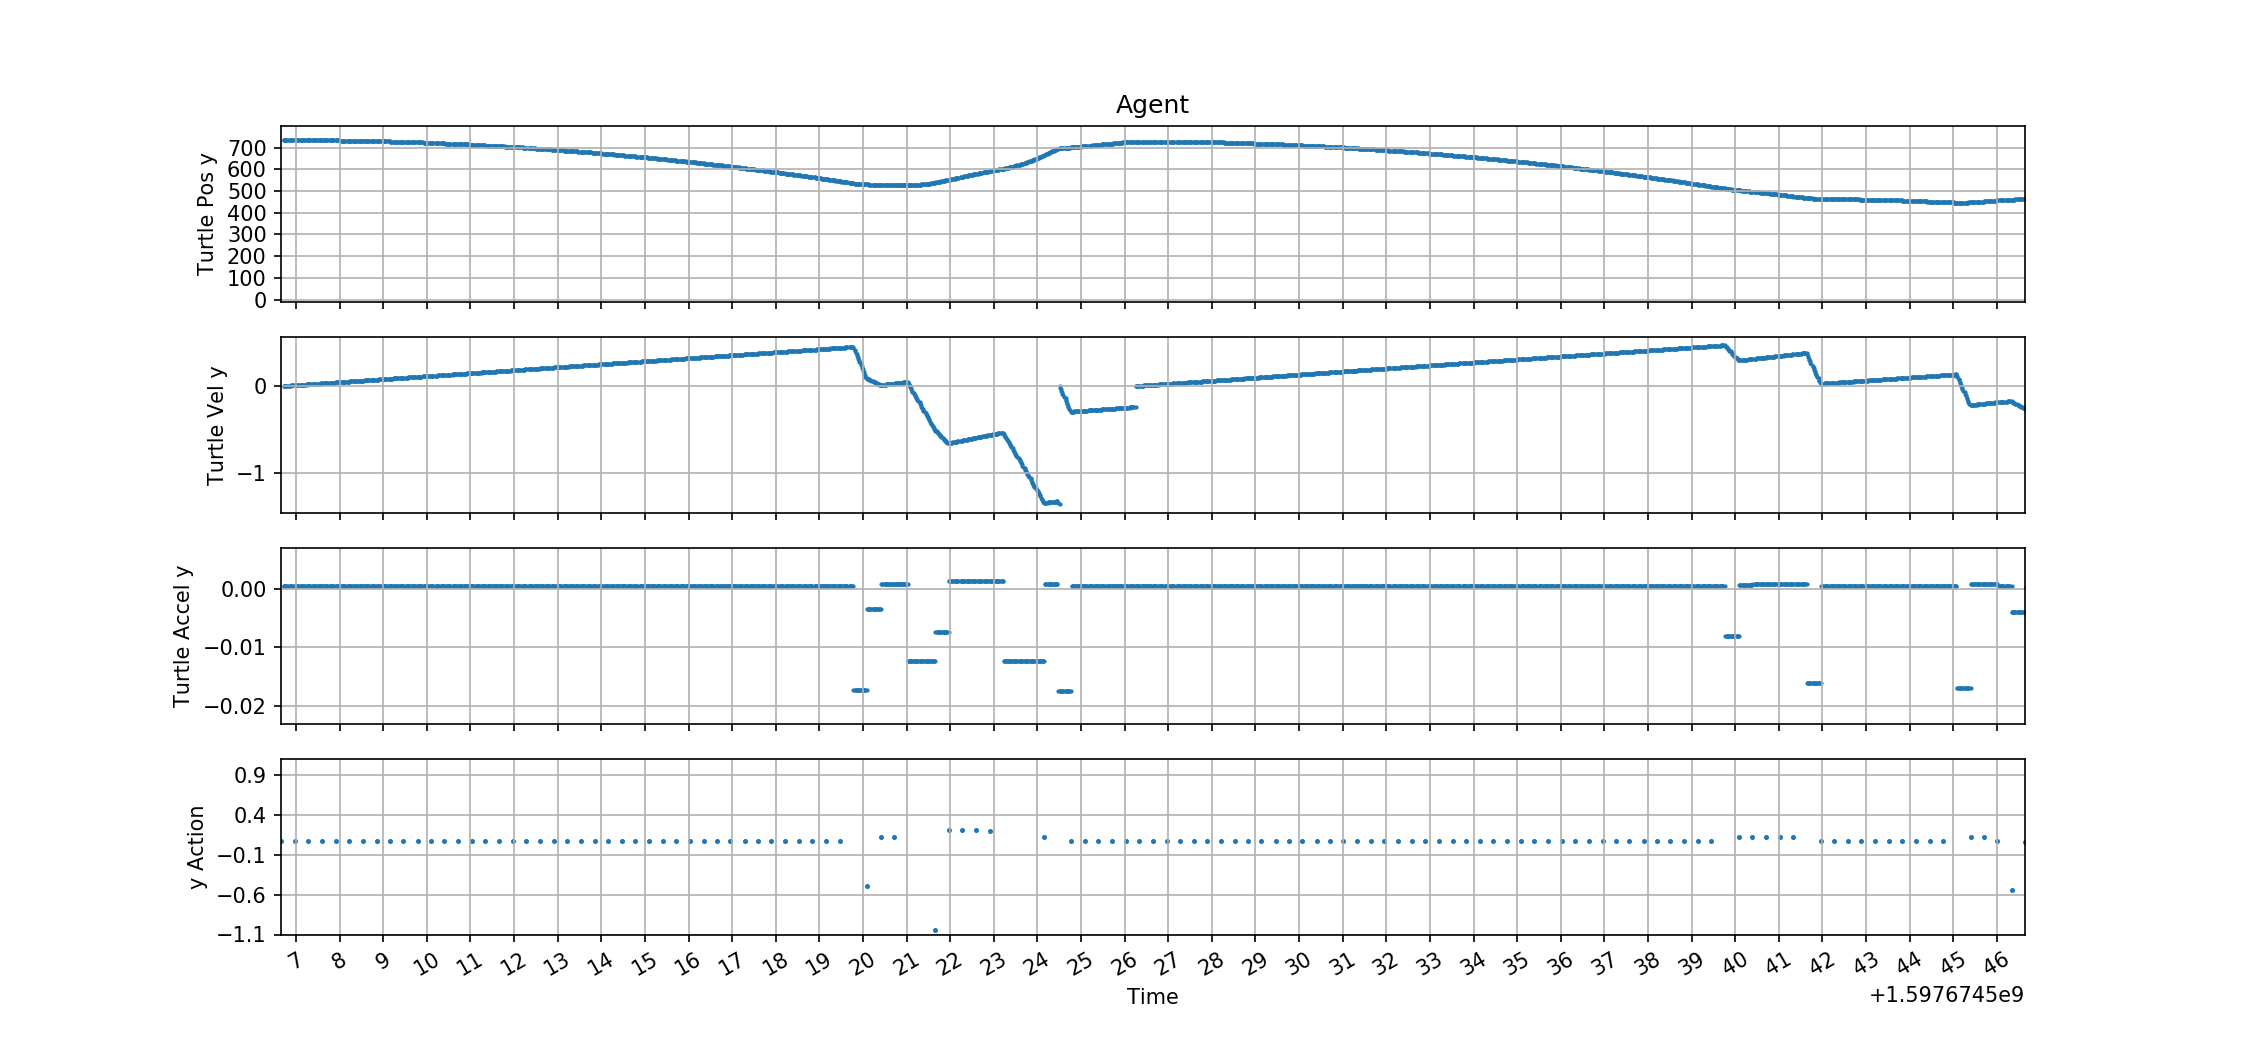 Agent
Turtle Pos y
700
600
500
400
300
200
100
0
Turtle Vel y
0
−1
Turtle Accel y
0.00
−0.01
−0.02
y Action
0.9
0.4
−0.1
−0.6
−1.1
7 8 9 10 11 12 13 14 15 16 17 18 19 20 21 22 23 24 25 26 27 28 29 30 31 32 33 34 35 36 37 38 39 40 41 42 43 44 45 46
Time
+1.5976745e9